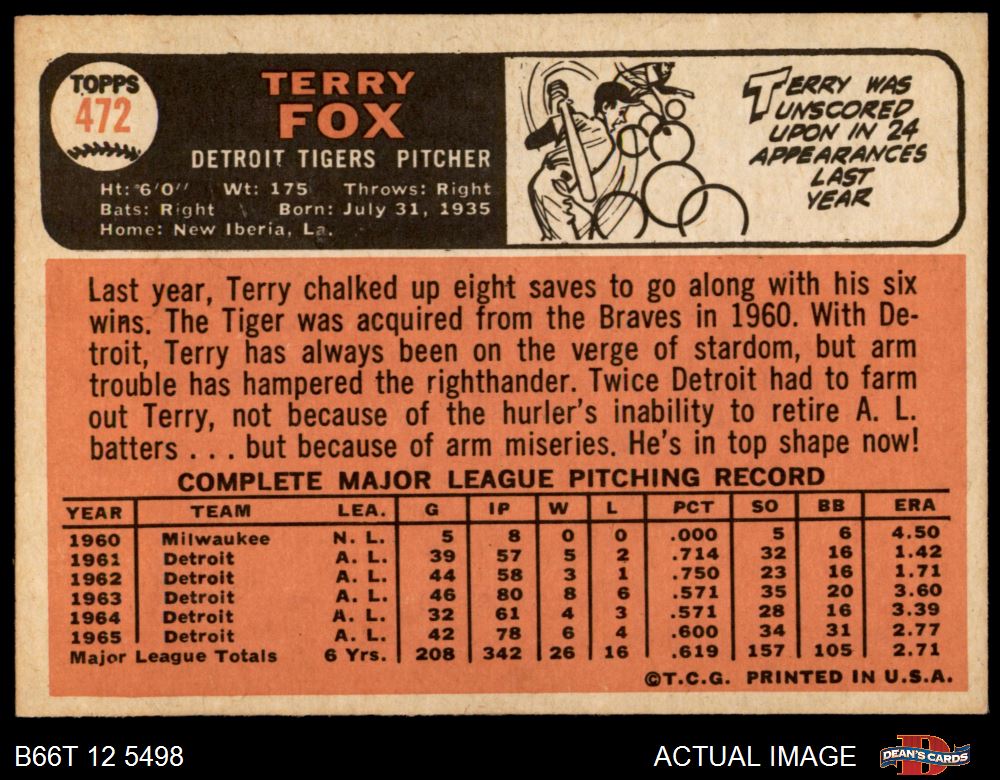 TOPPS
472
TERRY
FOX
DETROIT TIGERS PITCHER
Ht: 6'0" Wt: 175 Throws: Right
Bats: Right Born: July 31, 1935
Home: New Iberia, La.
TERRY WAS
UNSCORED
UPON IN 24
APPEARANCES
LAST
YEAR
Last year, Terry chalked up eight saves to go along with his six
wins. The Tiger was acquired from the Braves in 1960. With De-
troit, Terry has always been on the verge of stardom, but arm
trouble has hampered the righthander. Twice Detroit had to farm
out Terry, not because of the hurler's inability to retire A. L.
batters . . . but because of arm miseries. He's in top shape now!
COMPLETE MAJOR LEAGUE PITCHING RECORD
YEAR TEAM LEA. G IP W L PCT SO BB ERA
1960 Milwaukee N. L. 5 8 0 0 .000 5 6 4.50
1961 Detroit A. L. 39 57 5 2 .714 32 16 1.42
1962 Detroit A. L. 44 58 3 1 .750 23 16 1.71
1963 Detroit A. L. 46 80 8 6 .571 35 20 3.60
1964 Detroit A. L. 32 61 4 3 .571 28 16 3.39
1965 Detroit A. L. 42 78 6 4 .600 34 31 2.77
Major League Totals 6 Yrs. 208 342 26 16 .619 157 105 2.71
©T.C.G. PRINTED IN U.S.A.
B66T 12 5498
ACTUAL IMAGE
DEAN'S CARDS